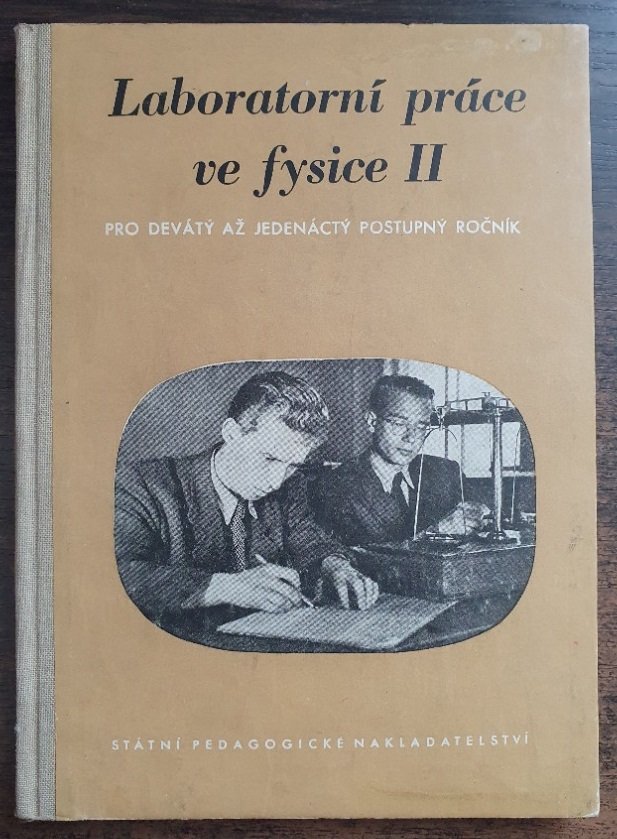 Laboratorní práce
ve fysice II
PRO DEVÁTÝ AŽ JEDENÁCTÝ POSTUPNÝ ROČNÍK
STÁTNÍ PEDAGOGICKÉ NAKLADATELSTVÍ